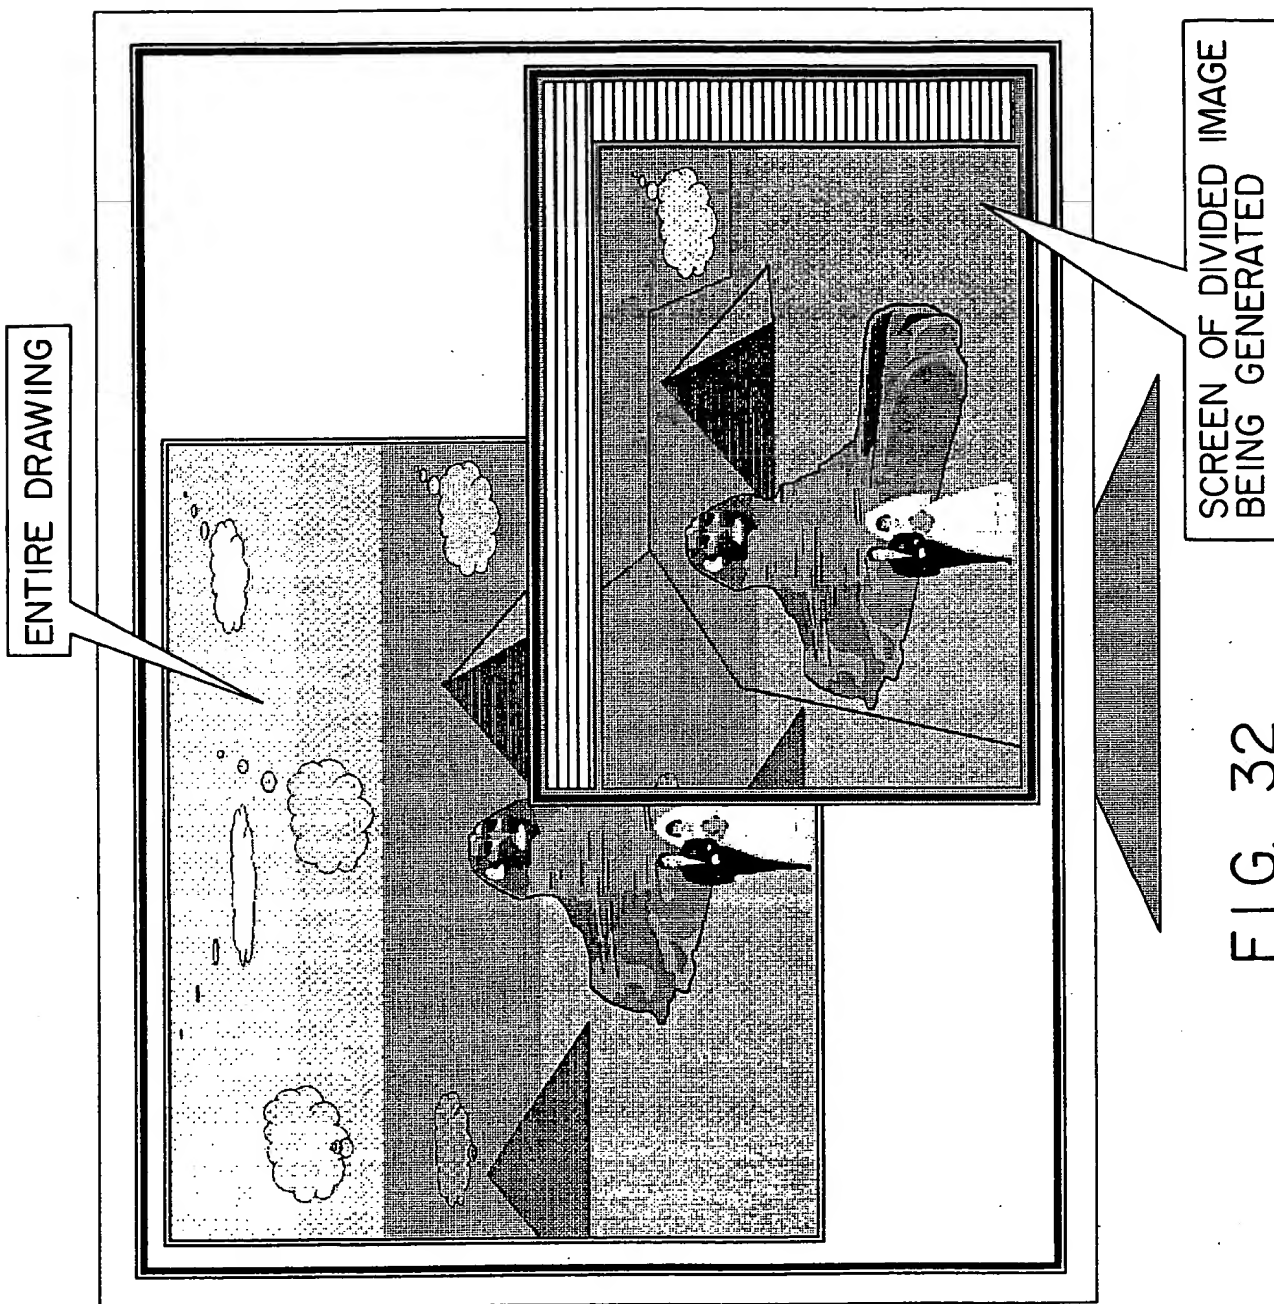 ENTIRE DRAWING
SCREEN OF DIVIDED IMAGE
BEING GENERATED
FIG. 32